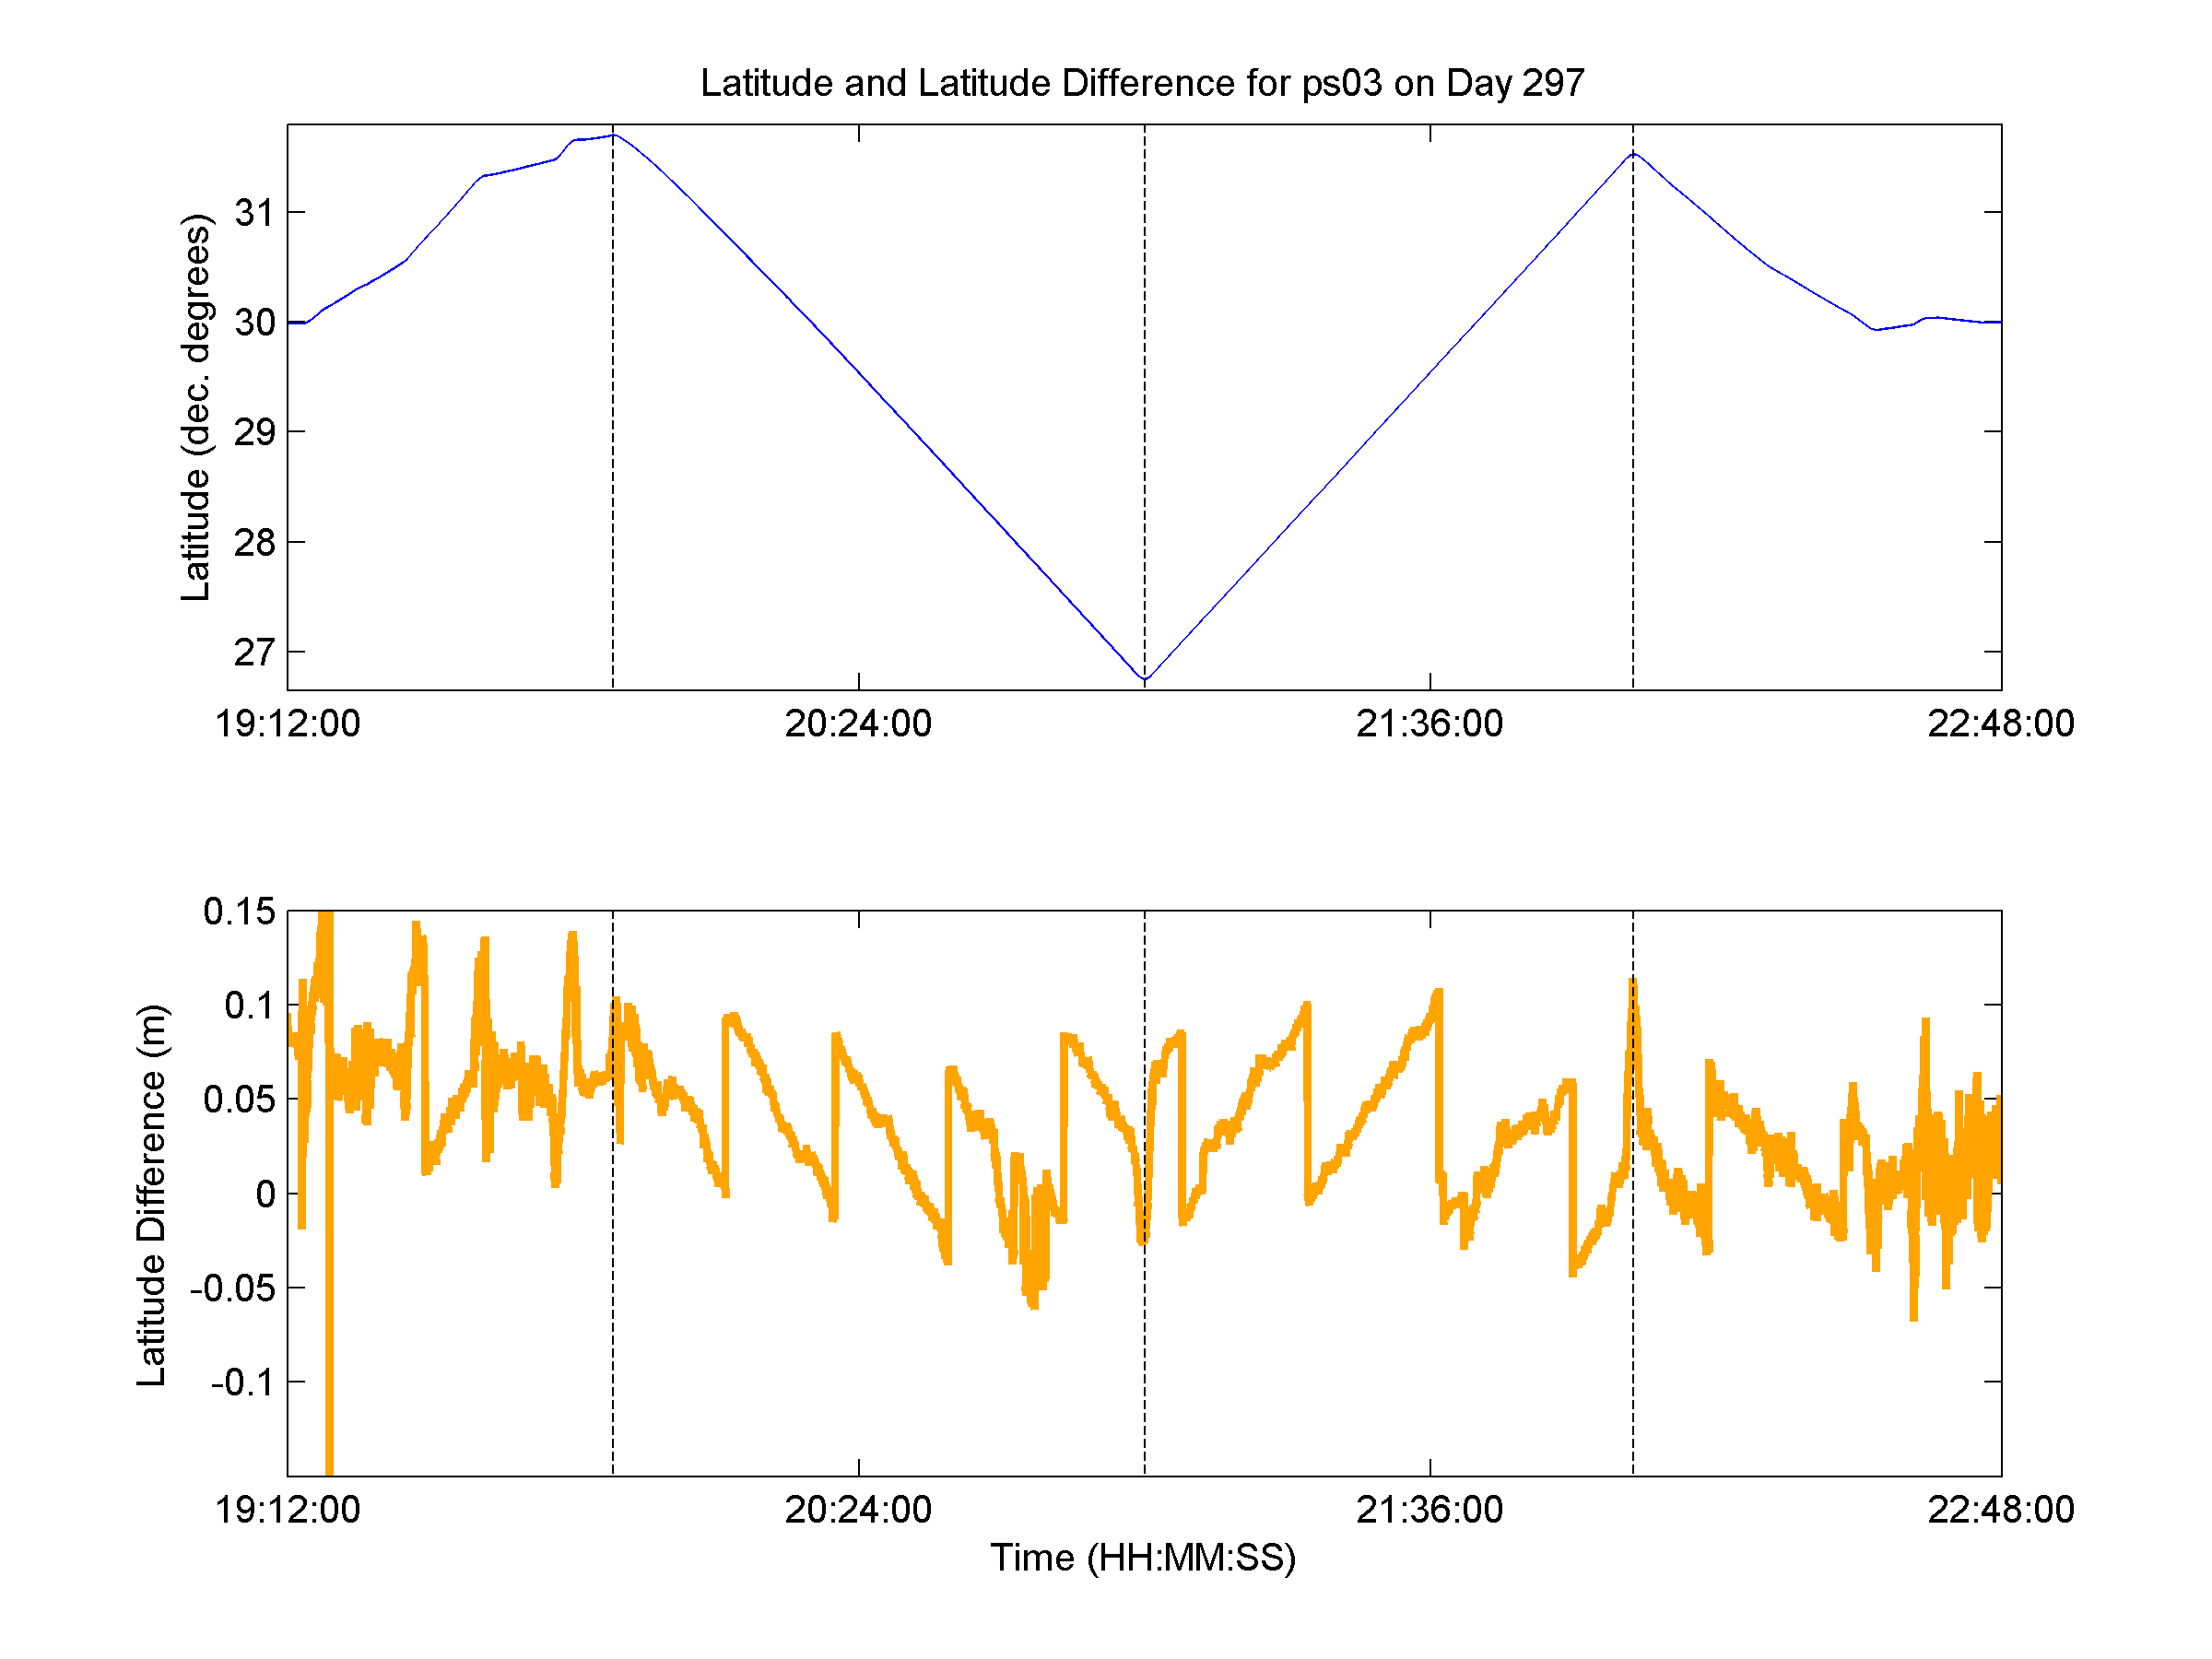 Latitude and Latitude Difference for ps03 on Day 297
Latitude (dec. degrees)
31
30
29
28
27
19:12:00 20:24:00 21:36:00 22:48:00
Latitude Difference (m)
0.15
0.1
0.05
0
-0.05
-0.1
19:12:00 20:24:00 21:36:00 22:48:00
Time (HH:MM:SS)